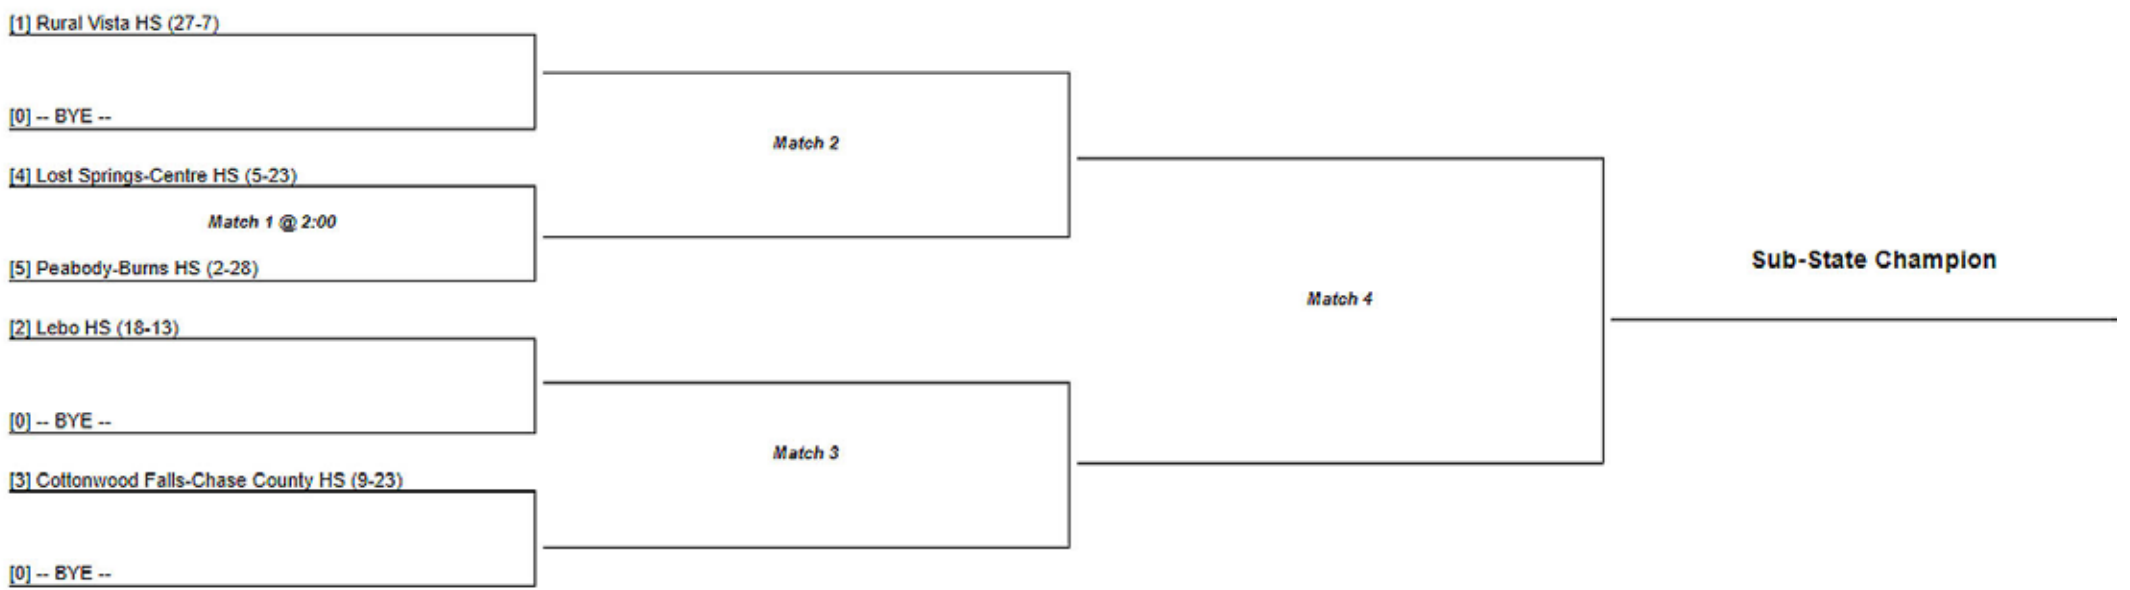 [1] Rural Vista HS (27-7)
[0] -- BYE --
Match 2
[4] Lost Springs-Centre HS (5-23)
Match 1 @ 2:00
[5] Peabody-Burns HS (2-28)
Sub-State Champion
Match 4
[2] Lebo HS (18-13)
[0] -- BYE --
Match 3
[3] Cottonwood Falls-Chase County HS (9-23)
[0] -- BYE --